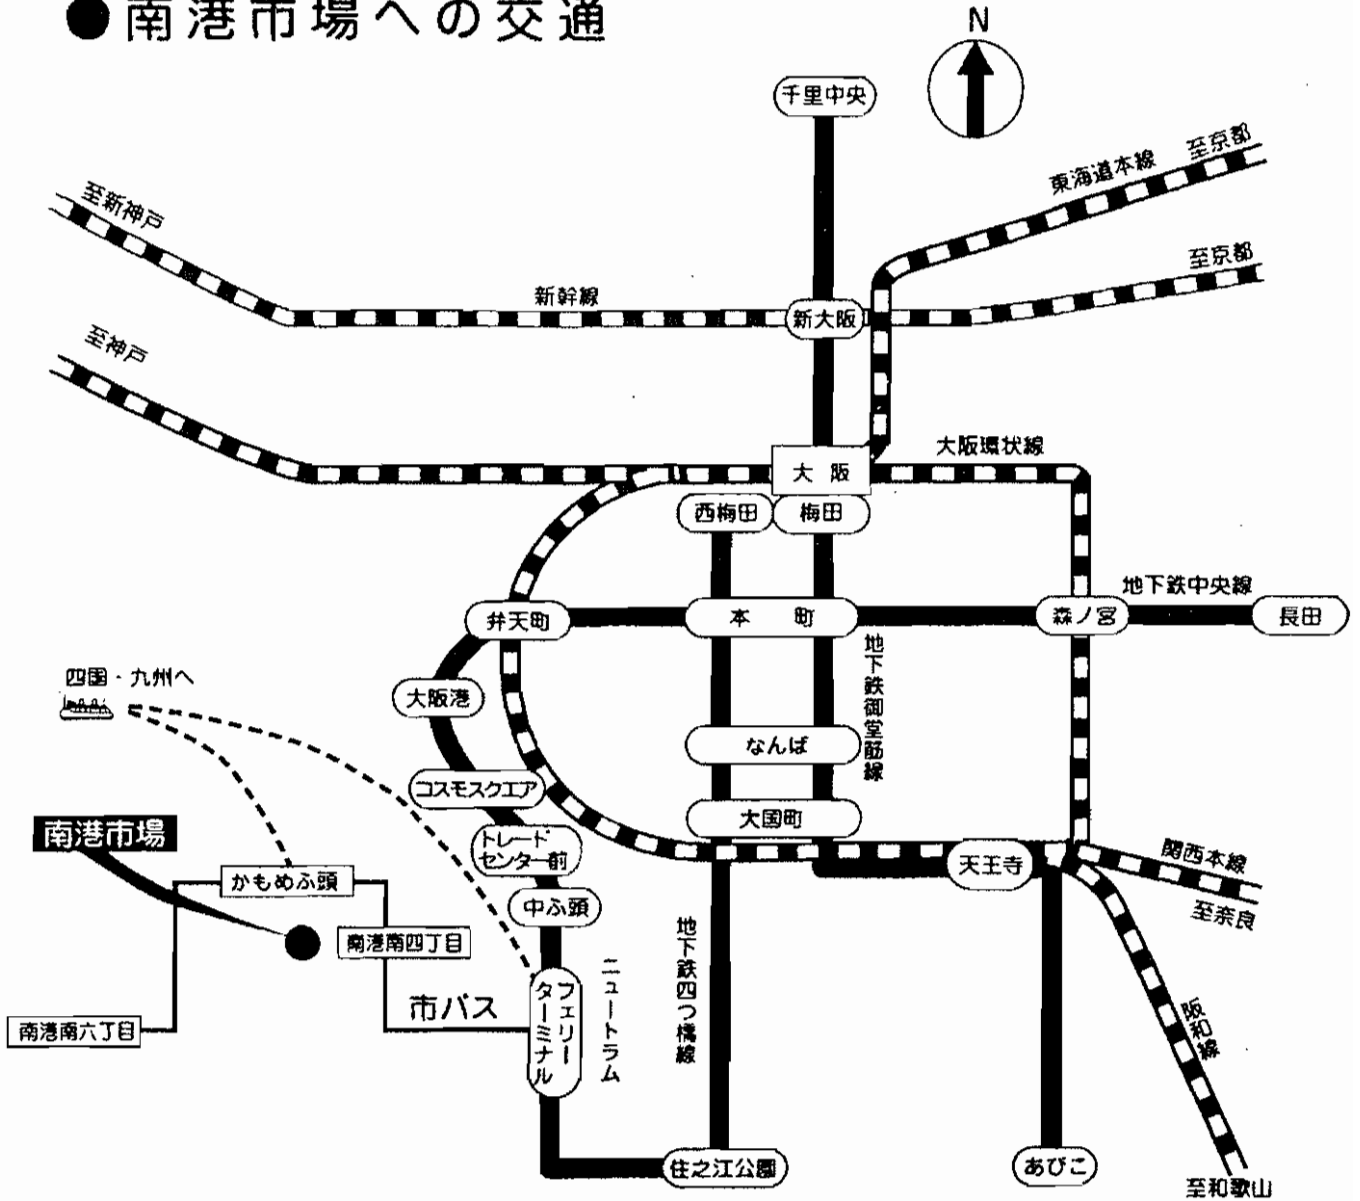 ●南港市場への交通
N
千里中央
東海道本線
至京都
至新神戸
新幹線
新大阪
至京都
至神戸
大阪
大阪環状線
西梅田
梅田
地下鉄中央線
弁天町
本町
森ノ宮
長田
地下鉄御堂筋線
四国・九州へ
大阪港
なんば
コスモスクエア
大国町
南港市場
トレード
センター前
天王寺
関西本線
至奈良
かもめふ頭
中ふ頭
南港南四丁目
地下鉄四つ橋線
ニュートラム
市バス
フェリー
ターミナル
南港南六丁目
阪和線
住之江公園
あびこ
至和歌山